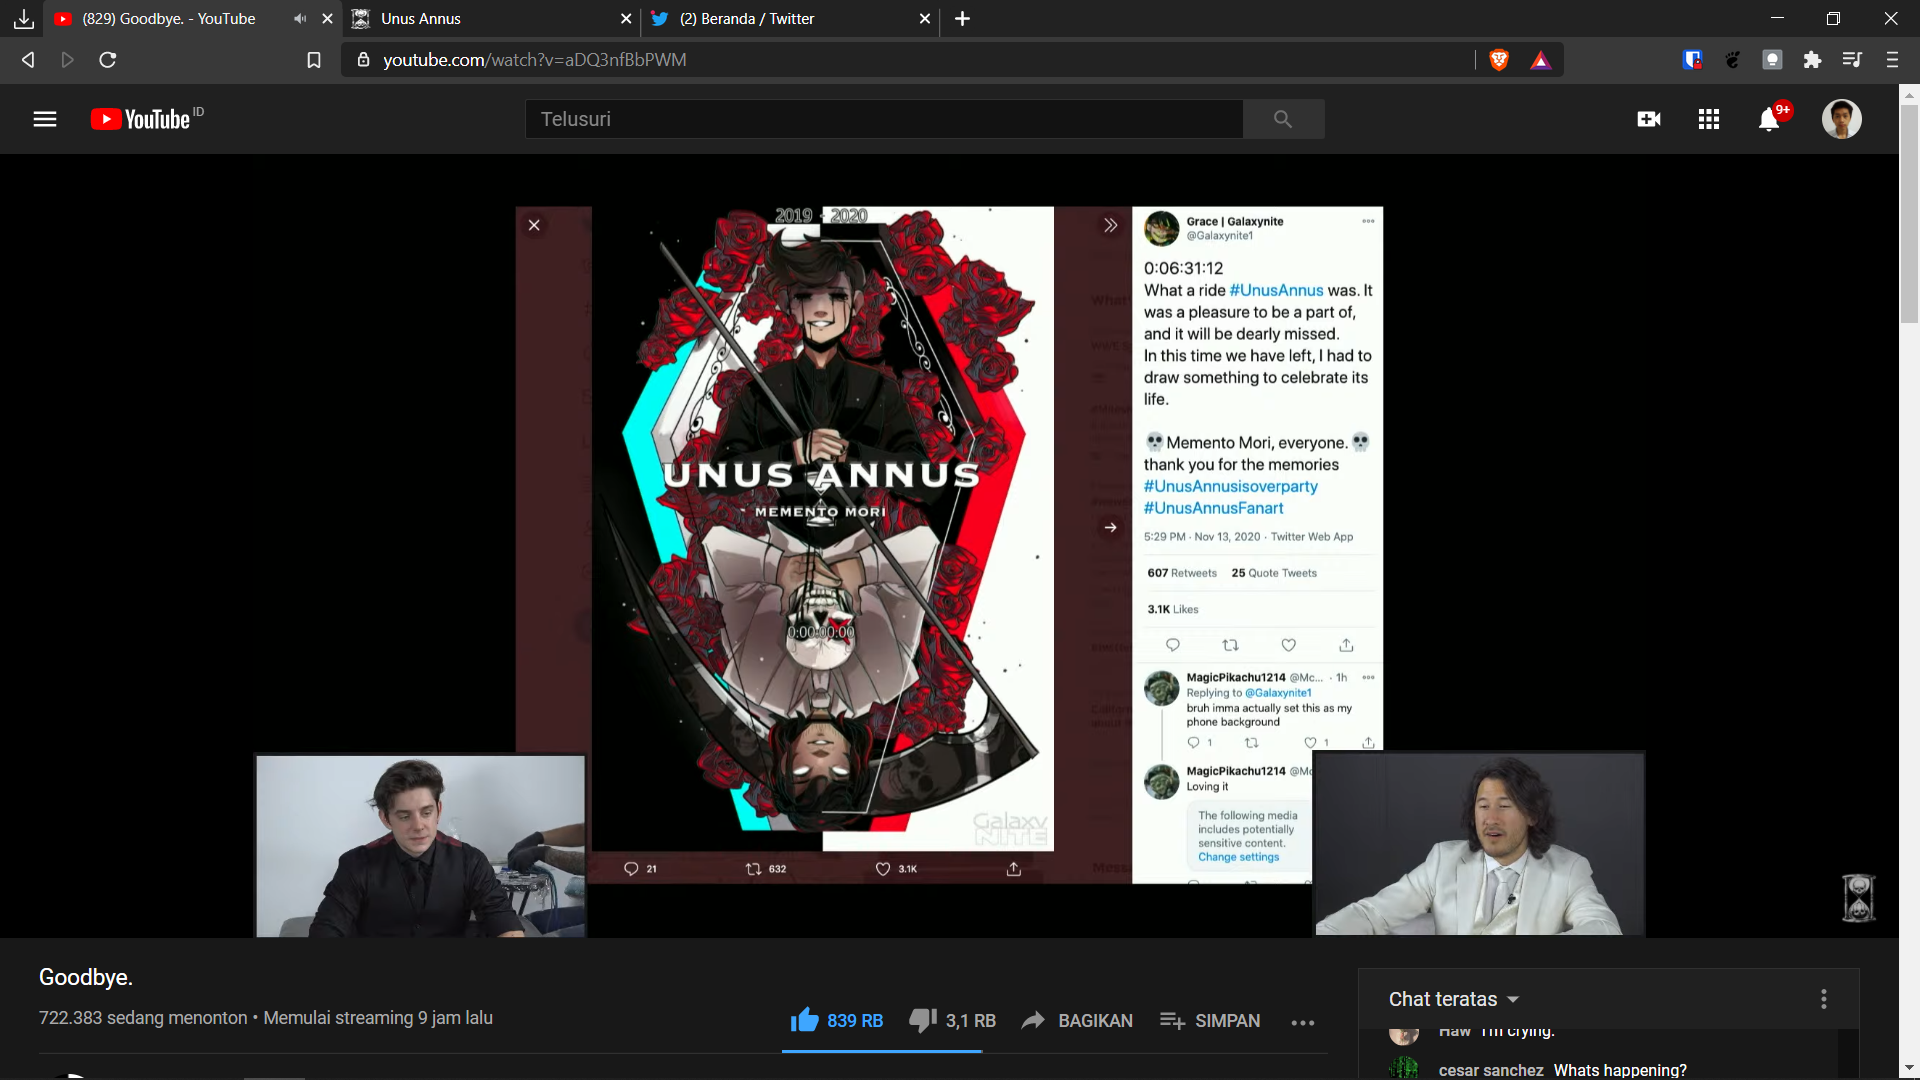 (829) Goodbye. - YouTube
Unus Annus
(2) Beranda / Twitter
youtube.com/watch?v=aDQ3nfBbPWM
YouTube ID
Telusuri
9+
2019 - 2020
UNUS ANNUS
MEMENTO MORI
0:00:00:00
Galaxy
NITE
21
632
3.1K
Grace | Galaxynite
@Galaxynite1
0:06:31:12
What a ride #UnusAnnus was. It
was a pleasure to be a part of,
and it will be dearly missed.
In this time we have left, I had to
draw something to celebrate its
life.
💀Memento Mori, everyone.💀
thank you for the memories
#UnusAnnusisoverparty
#UnusAnnusFanart
5:29 PM · Nov 13, 2020 · Twitter Web App
607 Retweets 25 Quote Tweets
3.1K Likes
MagicPikachu1214 @Mc... · 1h
Replying to @Galaxynite1
bruh imma actually set this as my
phone background
1
1
MagicPikachu1214 @Mc
Loving it
The following media
includes potentially
sensitive content.
Change settings
Goodbye.
722.383 sedang menonton • Memulai streaming 9 jam lalu
839 RB
3,1 RB
BAGIKAN
SIMPAN
Chat teratas
Haw I'm crying.
cesar sanchez Whats happening?